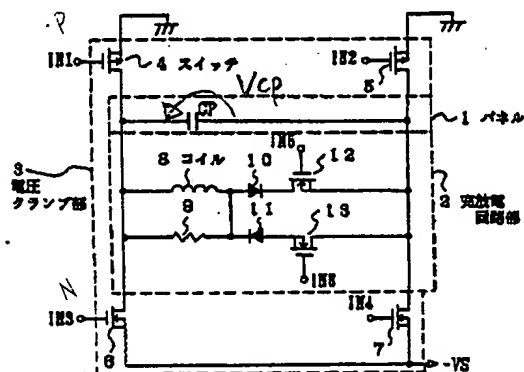 P
IN1
4 スイッチ
IN2
5
VCP
CP
1 パネル
IN5
8 コイル
10
12
3
電圧
クランプ部
2 充放電
回路部
9
11
13
IN6
N
IN3
6
IN4
7
-VS